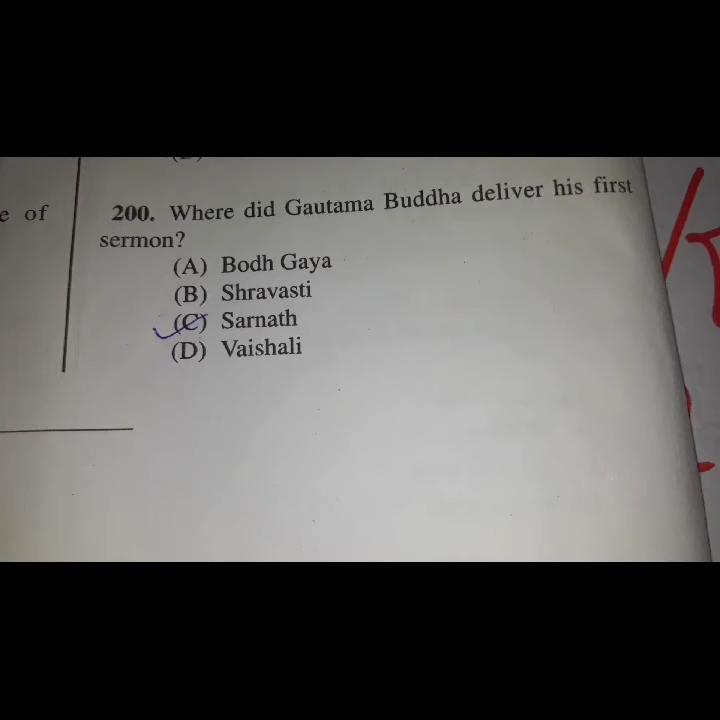 e of
200. Where did Gautama Buddha deliver his first
sermon?
(A) Bodh Gaya
(B) Shravasti
(C) Sarnath
(D) Vaishali